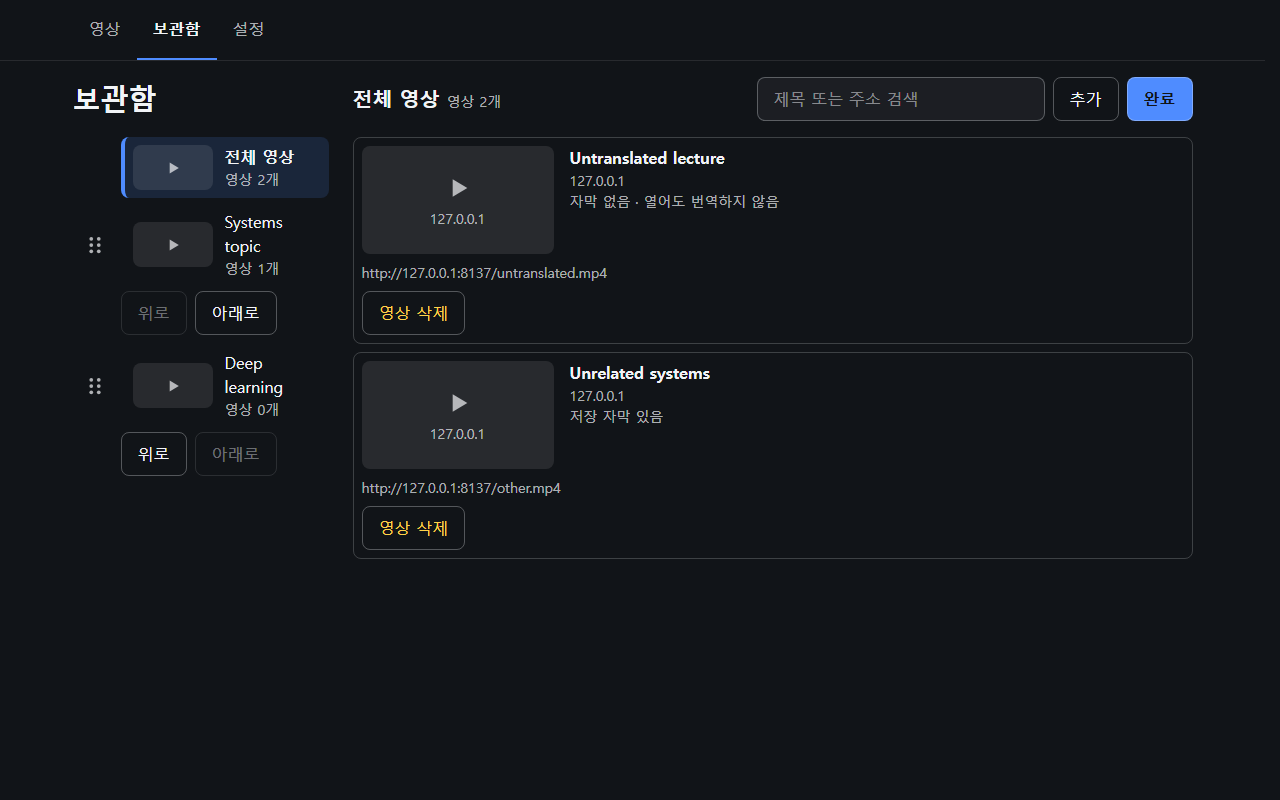 영상
보관함
설정
보관함
전체 영상
영상 2개
Systems
topic
영상 1개
위로
아래로
Deep
learning
영상 0개
위로
아래로
전체 영상 영상 2개
제목 또는 주소 검색
추가
완료
127.0.0.1
Untranslated lecture
127.0.0.1
자막 없음 · 열어도 번역하지 않음
http://127.0.0.1:8137/untranslated.mp4
영상 삭제
127.0.0.1
Unrelated systems
127.0.0.1
저장 자막 있음
http://127.0.0.1:8137/other.mp4
영상 삭제